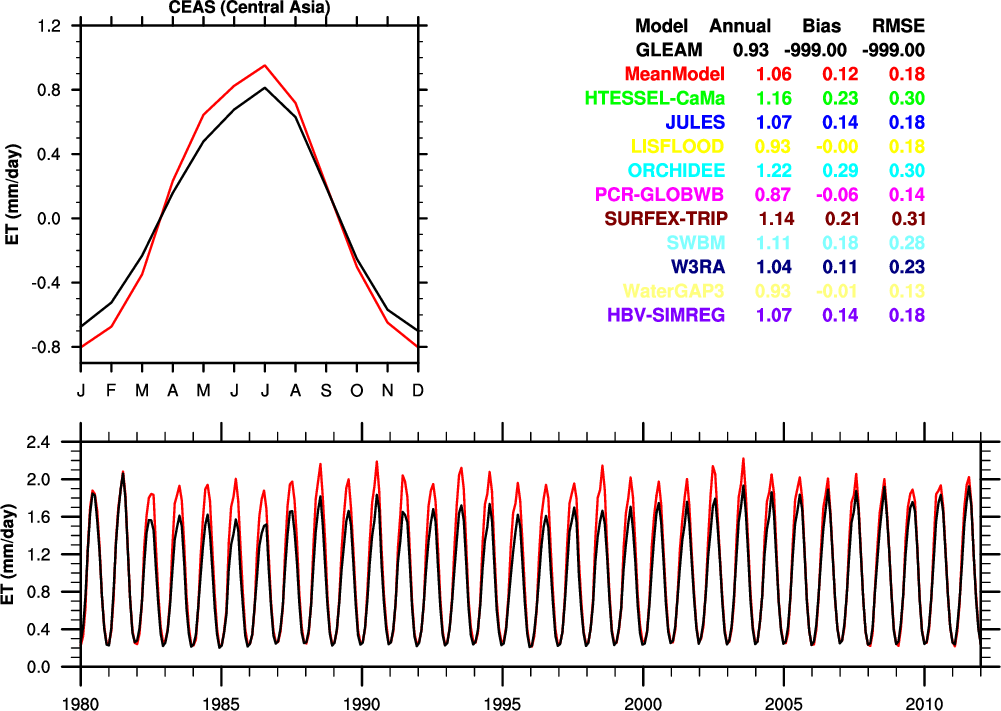 CEAS (Central Asia)
1.2
0.8
0.4
0.0
-0.4
-0.8
ET (mm/day)
J F M A M J J A S O N D
Model Annual Bias RMSE
GLEAM 0.93 -999.00 -999.00
MeanModel 1.06 0.12 0.18
HTESSEL-CaMa 1.16 0.23 0.30
JULES 1.07 0.14 0.18
LISFLOOD 0.93 -0.00 0.18
ORCHIDEE 1.22 0.29 0.30
PCR-GLOBWB 0.87 -0.06 0.14
SURFEX-TRIP 1.14 0.21 0.31
SWBM 1.11 0.18 0.28
W3RA 1.04 0.11 0.23
WaterGAP3 0.93 -0.01 0.13
HBV-SIMREG 1.07 0.14 0.18
2.4
2.0
1.6
1.2
0.8
0.4
0.0
ET (mm/day)
1980 1985 1990 1995 2000 2005 2010